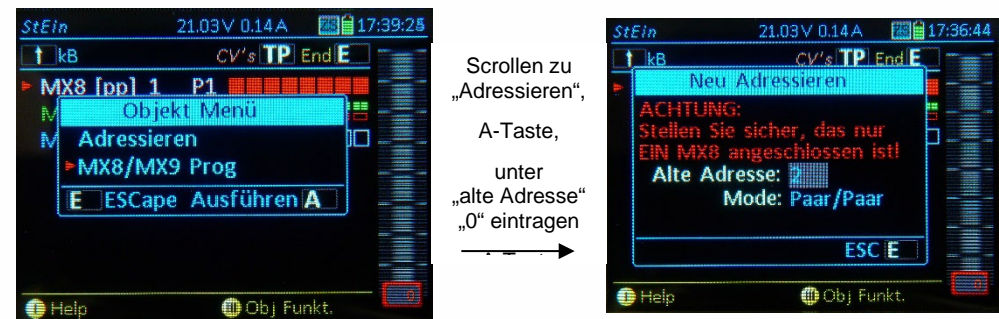 StEin 21.03V 0.14A 17:39:25
↑ kB CV's TP End E
MX8 [pp] 1 P1
Objekt Menü
Adressieren
MX8/MX9 Prog
E ESCape Ausführen A
Help Obj Funkt.
Scrollen zu
„Adressieren“,
A-Taste,
unter
„alte Adresse“
„0“ eintragen
StEin 21.03V 0.14A 17:36:44
↑ kB CV's TP End E
Neu Adressieren
ACHTUNG:
Stellen Sie sicher, das nur
EIN MX8 angeschlossen ist!
Alte Adresse: 2
Mode: Paar/Paar
ESC E
Help Obj Funkt.